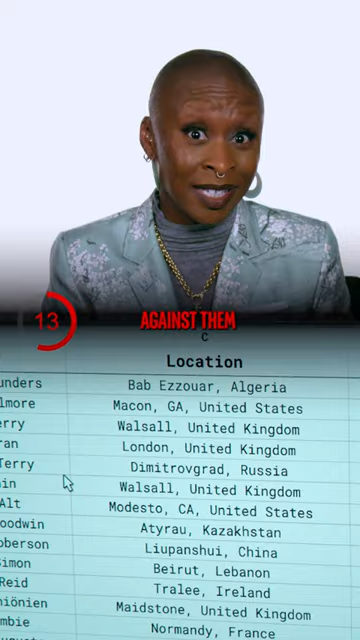 13
AGAINST THEM
C
Location
unders Bab Ezzouar, Algeria
lmore Macon, GA, United States
erry Walsall, United Kingdom
ran London, United Kingdom
Terry Dimitrovgrad, Russia
in Walsall, United Kingdom
Alt Modesto, CA, United States
oodwin Atyrau, Kazakhstan
oberson Liupanshui, China
Simon Beirut, Lebanon
Reid Tralee, Ireland
hiönien Maidstone, United Kingdom
mbie Normandy, France